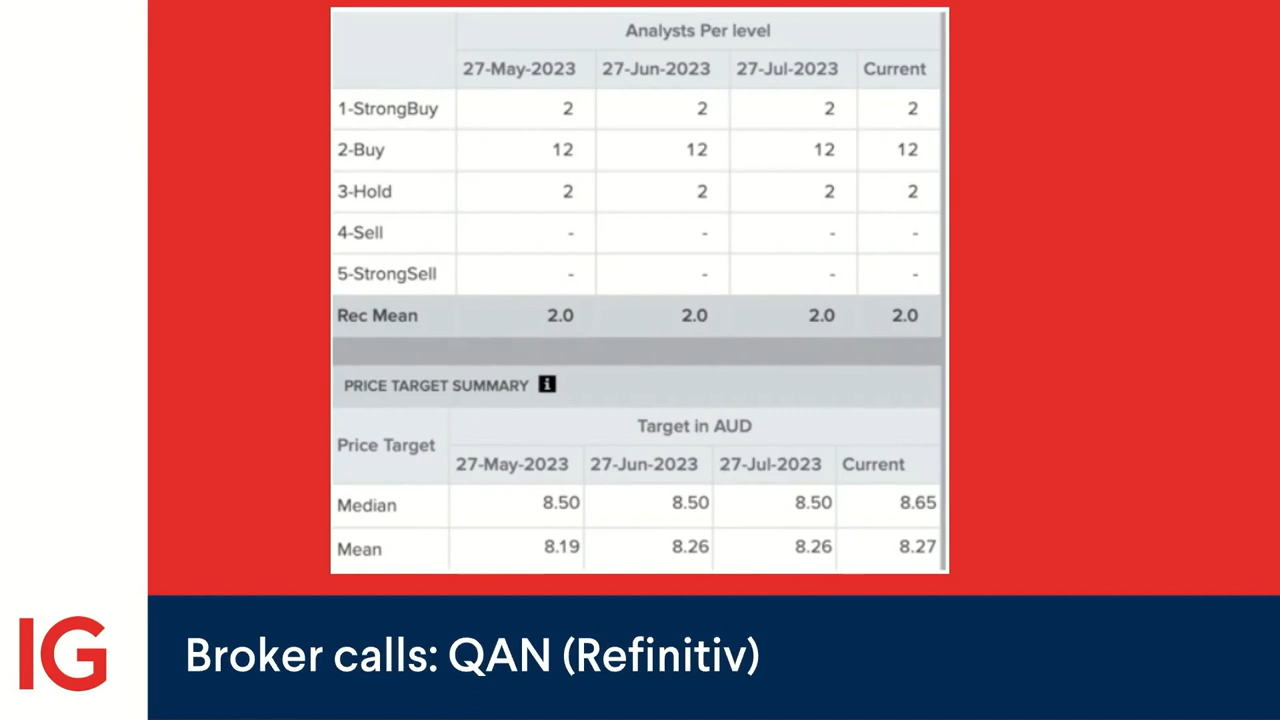 Analysts Per level
27-May-2023 27-Jun-2023 27-Jul-2023 Current
1-StrongBuy 2 2 2 2
2-Buy 12 12 12 12
3-Hold 2 2 2 2
4-Sell - - - -
5-StrongSell - - - -
Rec Mean 2.0 2.0 2.0 2.0
PRICE TARGET SUMMARY i
Target in AUD
Price Target
27-May-2023 27-Jun-2023 27-Jul-2023 Current
Median 8.50 8.50 8.50 8.65
Mean 8.19 8.26 8.26 8.27
IG
Broker calls: QAN (Refinitiv)